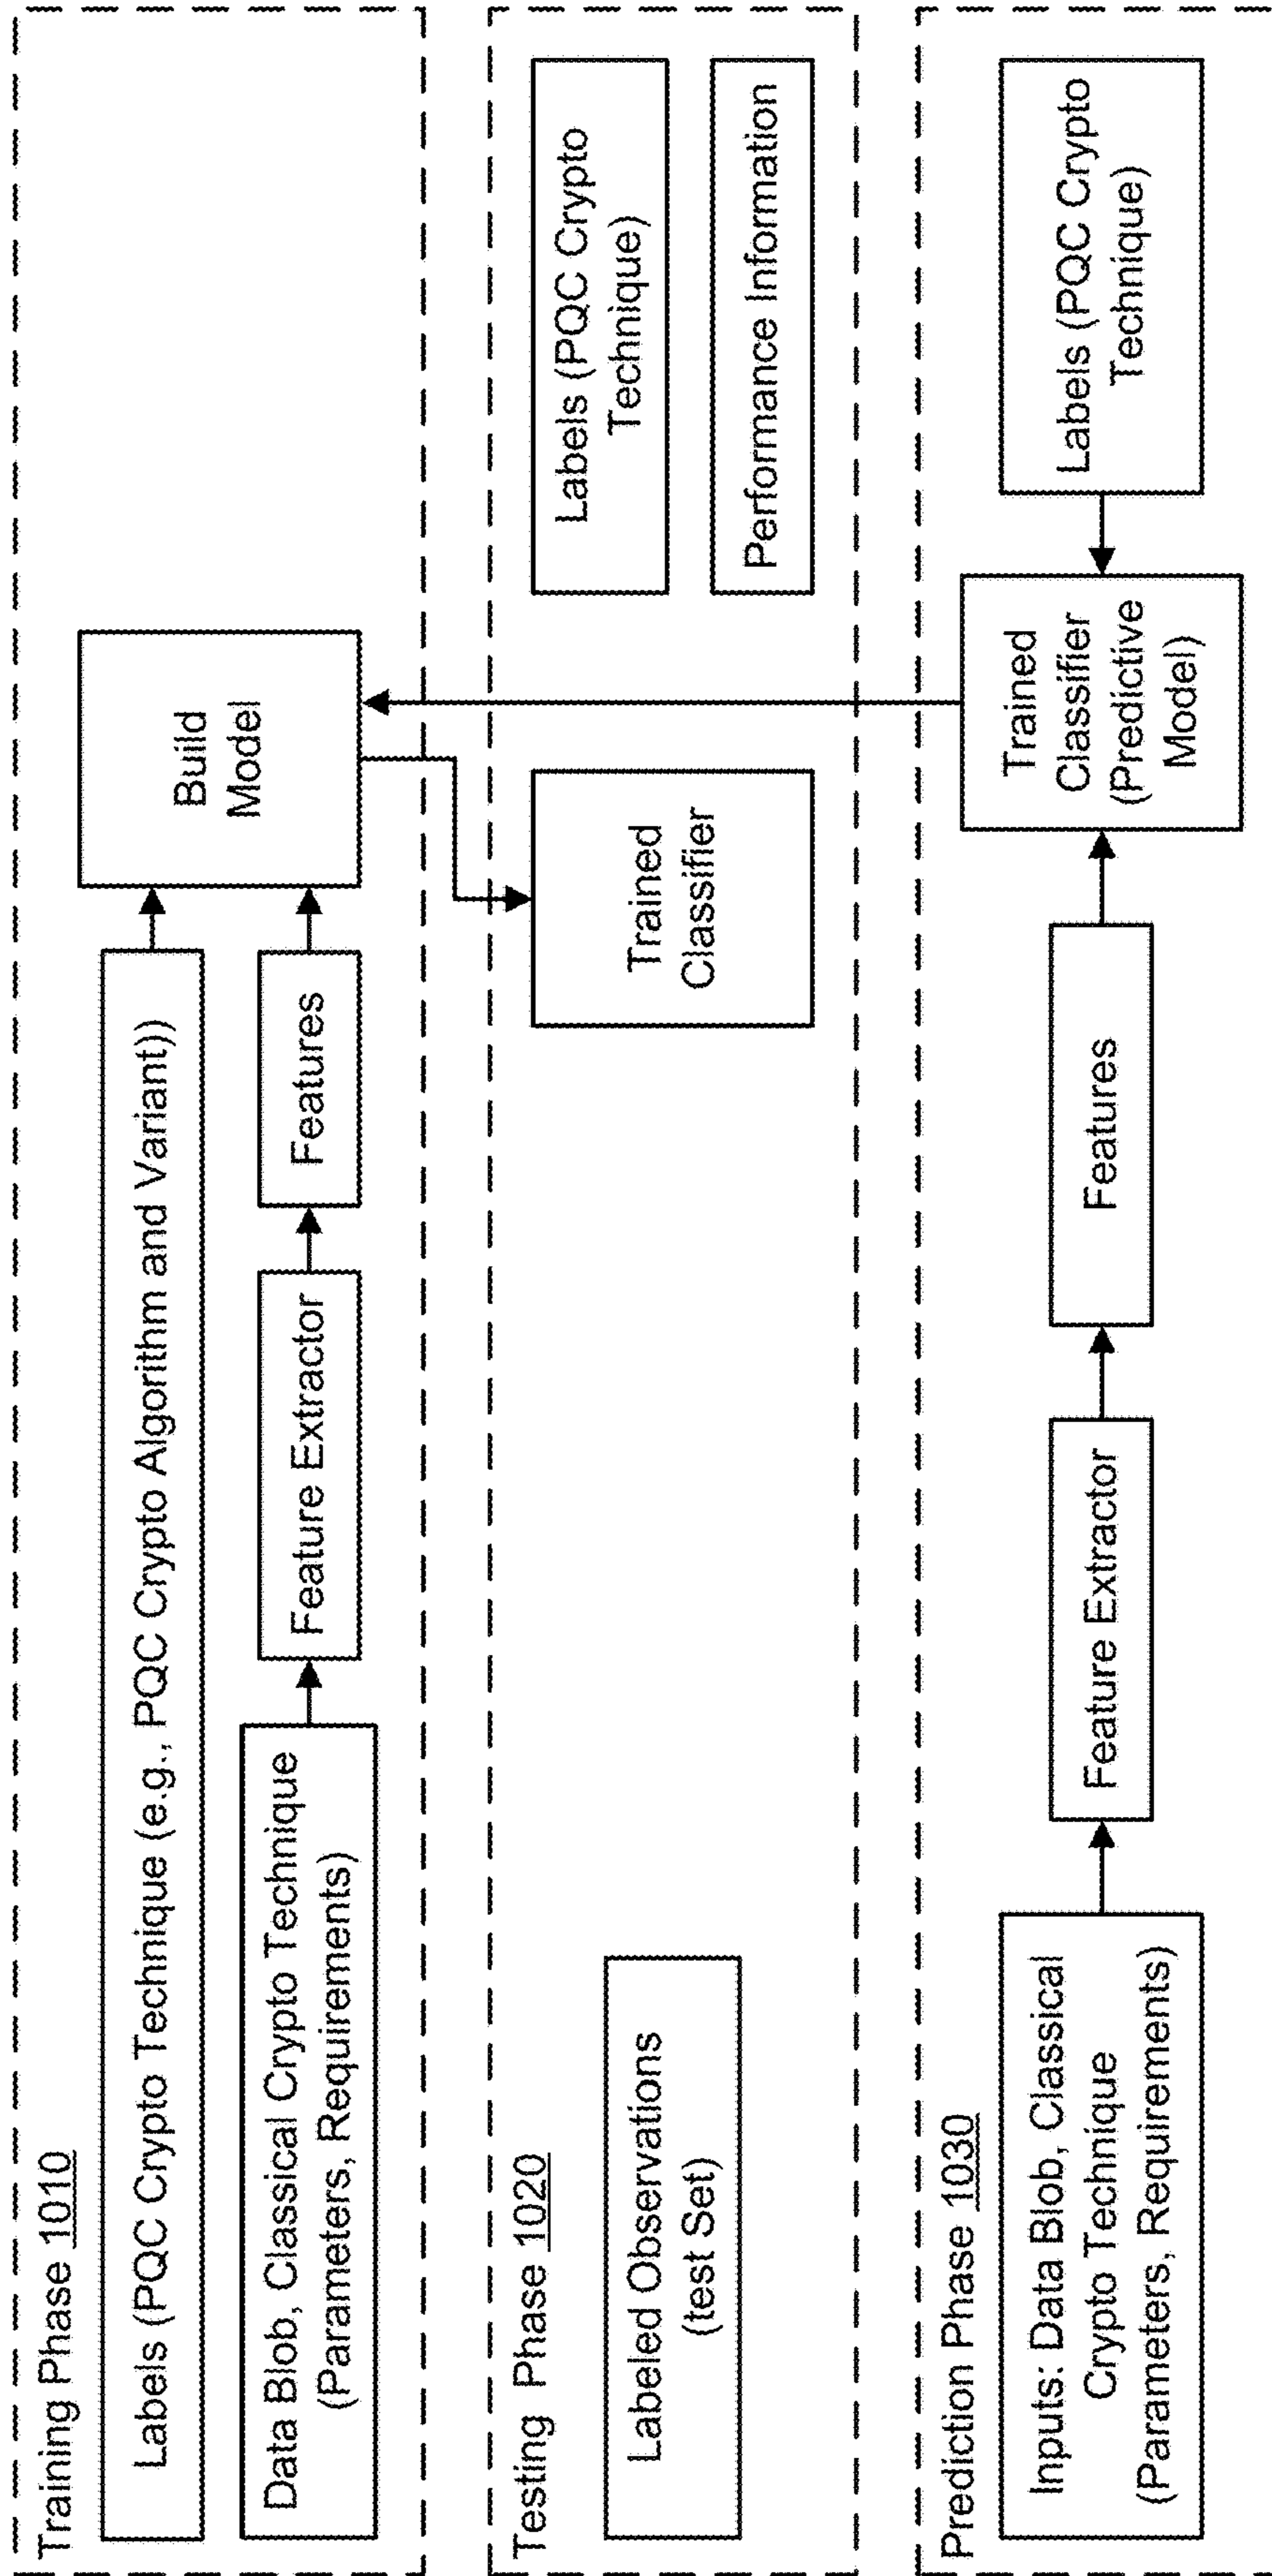 Training Phase 1010
Labels (PQC Crypto Technique (e.g., PQC Crypto Algorithm and Variant))
Data Blob, Classical Crypto Technique
(Parameters, Requirements)
Feature Extractor
Features
Build
Model
Testing Phase 1020
Labeled Observations
(test Set)
Trained
Classifier
Labels (PQC Crypto
Technique)
Performance Information
Prediction Phase 1030
Inputs: Data Blob, Classical
Crypto Technique
(Parameters, Requirements)
Feature Extractor
Features
Trained
Classifier
(Predictive
Model)
Labels (PQC Crypto
Technique)